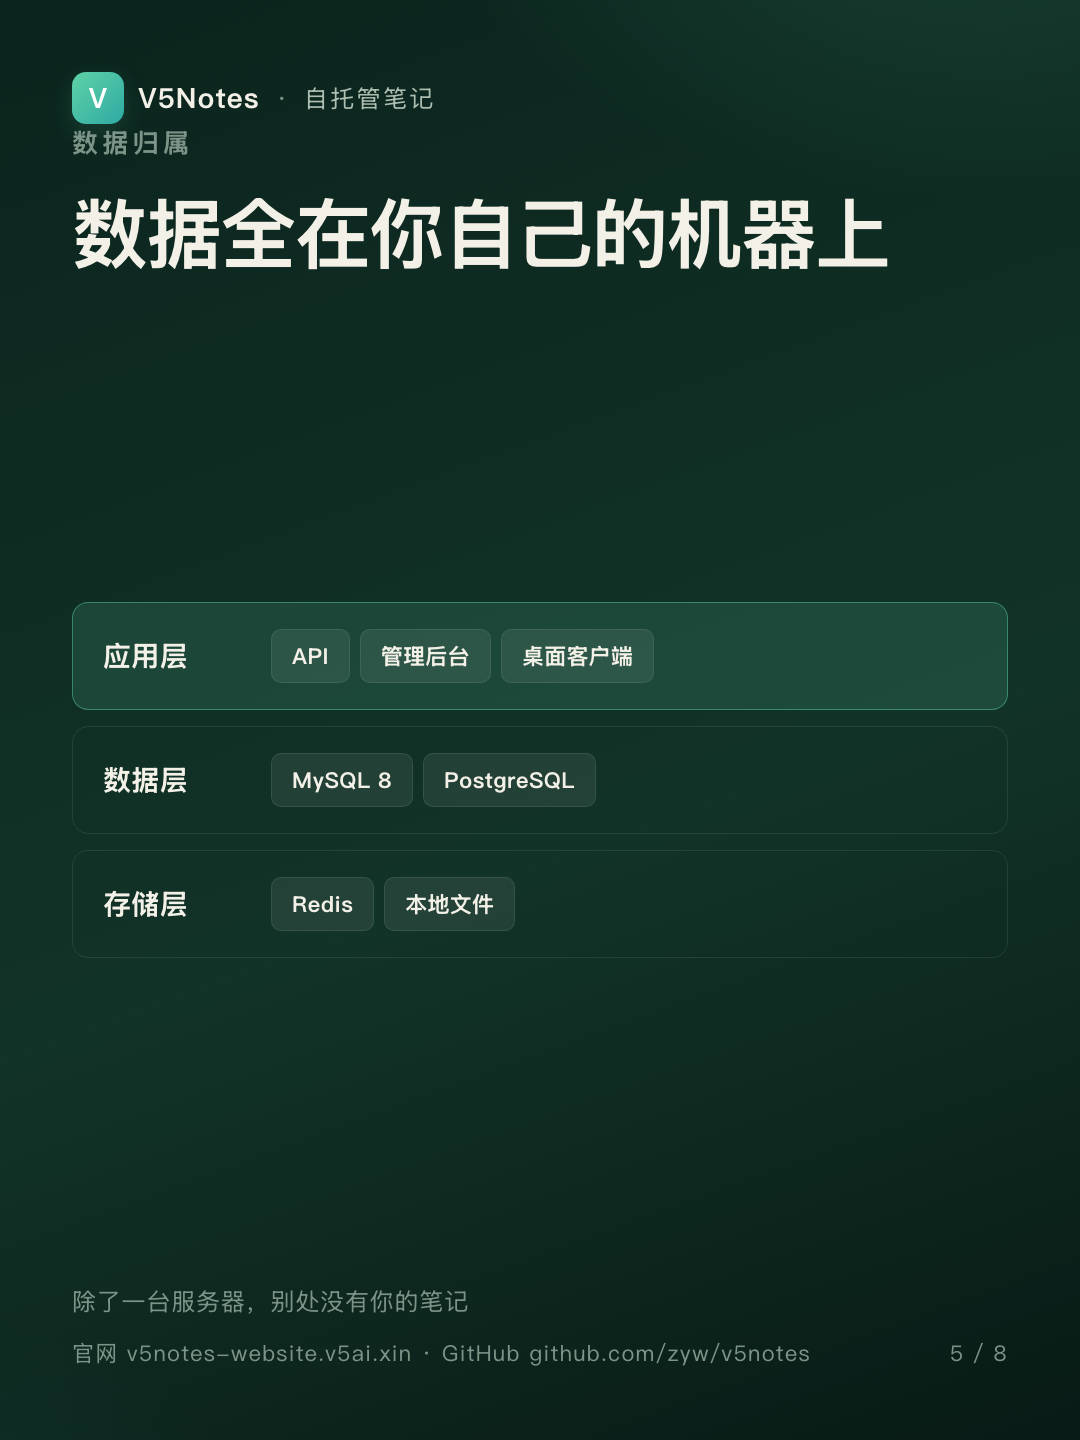 V V5Notes · 自托管笔记
数据归属
数据全在你自己的机器上
应用层 API 管理后台 桌面客户端
数据层 MySQL 8 PostgreSQL
存储层 Redis 本地文件
除了一台服务器，别处没有你的笔记
官网 v5notes-website.v5ai.xin · GitHub github.com/zyw/v5notes 5 / 8